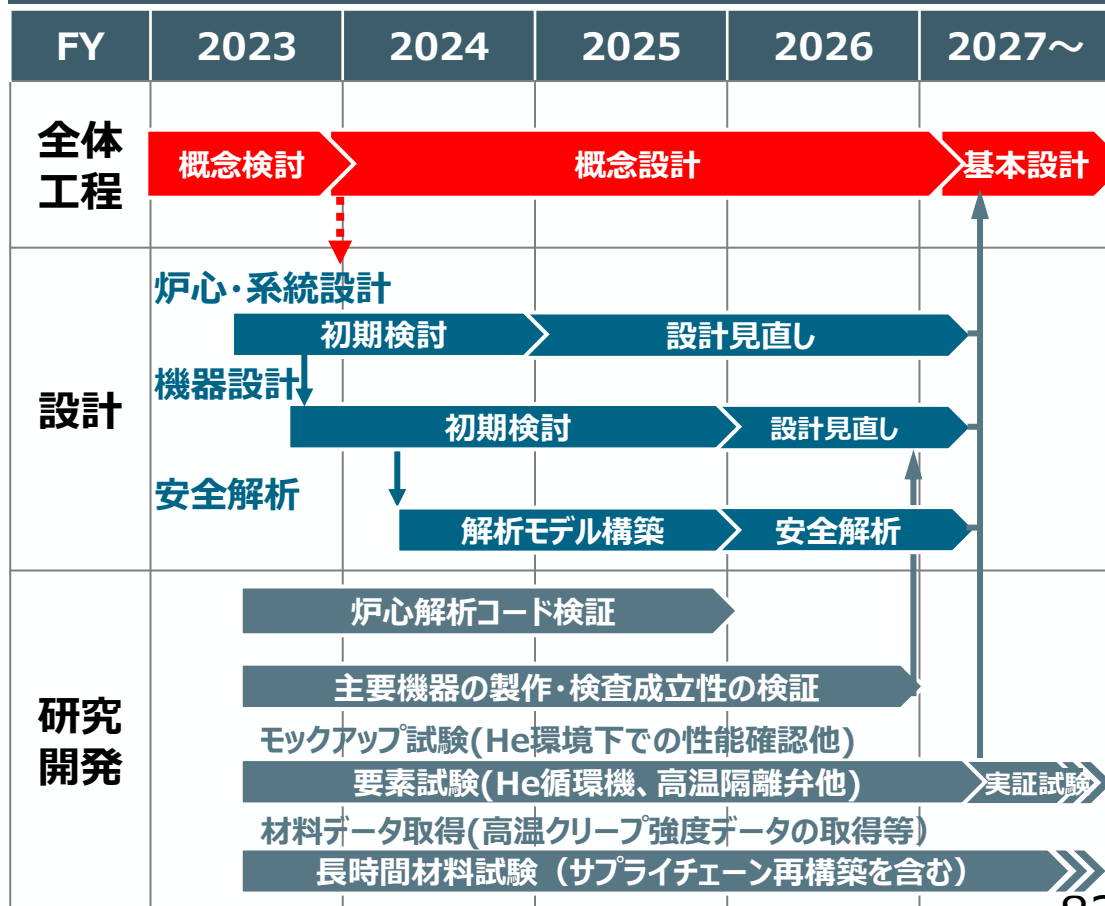 FY 2023 2024 2025 2026 2027～
全体
工程
概念検討 概念設計 基本設計
設計
炉心・系統設計
初期検討 設計見直し
機器設計
初期検討 設計見直し
安全解析
解析モデル構築 安全解析
研究
開発
炉心解析コード検証
主要機器の製作・検査成立性の検証
モックアップ試験(He環境下での性能確認他)
要素試験(He循環機、高温隔離弁他) 実証試験
材料データ取得(高温クリープ強度データの取得等）
長時間材料試験（サプライチェーン再構築を含む）